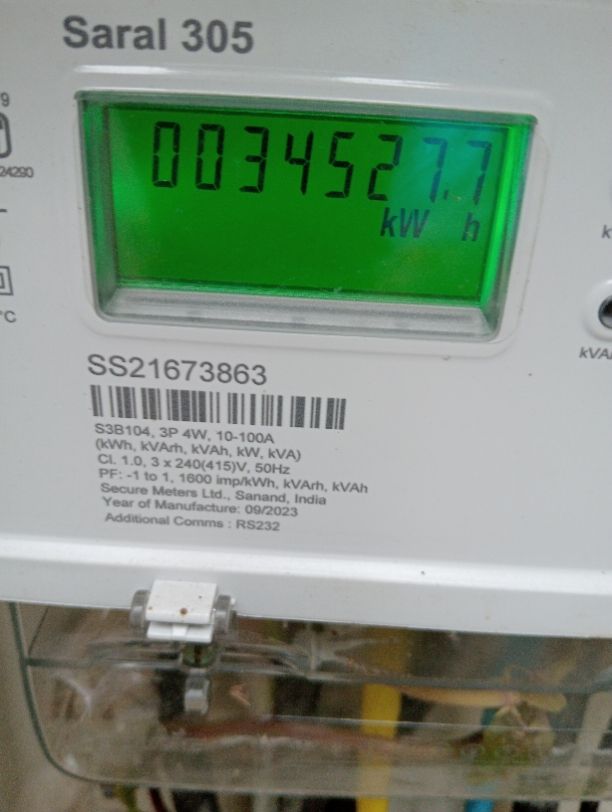 Saral 305
0034527.7
kW h
SS21673863
S3B104, 3P 4W, 10-100A
(kWh, kVArh, kVAh, kW, kVA)
Cl. 1.0, 3 x 240(415)V, 50Hz
PF: -1 to 1, 1600 imp/kWh, kVArh, kVAh
Secure Meters Ltd., Sanand, India
Year of Manufacture: 09/2023
Additional Comms : RS232
24290
°C